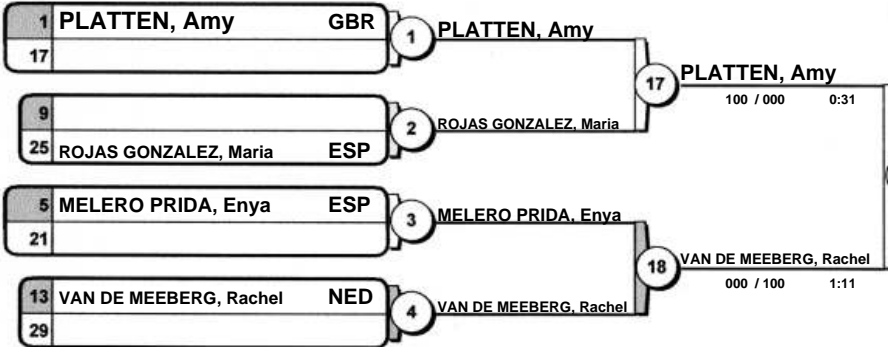 1 PLATTEN, Amy GBR
17
1 PLATTEN, Amy
9
25 ROJAS GONZALEZ, Maria ESP
2 ROJAS GONZALEZ, Maria
17 PLATTEN, Amy
100 / 000 0:31
5 MELERO PRIDA, Enya ESP
21
3 MELERO PRIDA, Enya
13 VAN DE MEEBERG, Rachel NED
29
4 VAN DE MEEBERG, Rachel
18 VAN DE MEEBERG, Rachel
000 / 100 1:11